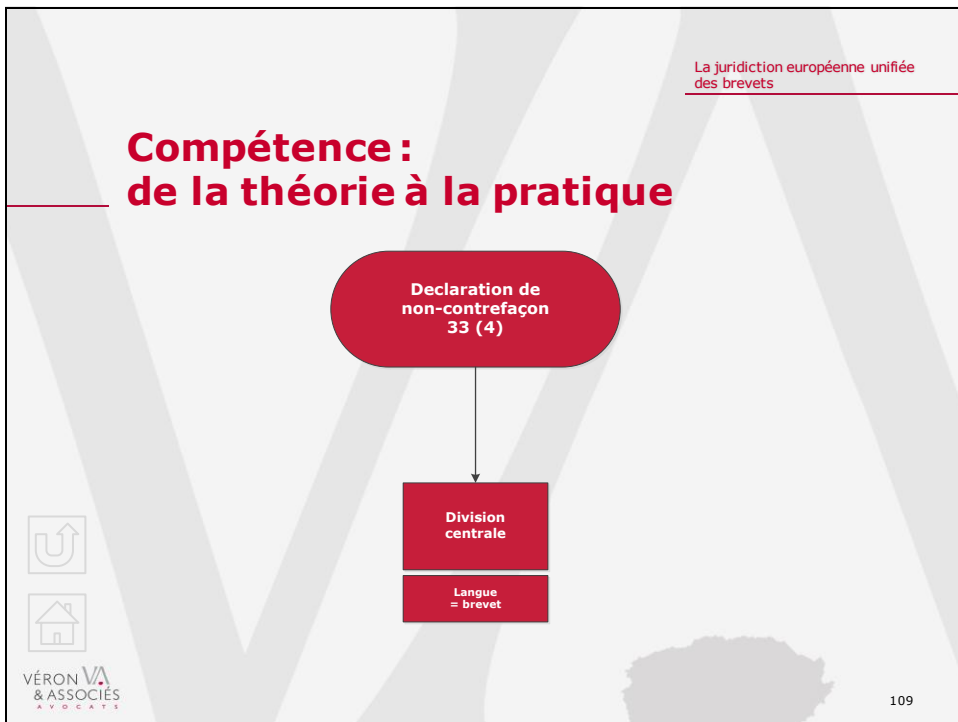 La juridiction européenne unifiée
des brevets
Compétence :
de la théorie à la pratique
Declaration de
non-contrefaçon
33 (4)
Division
centrale
Langue
= brevet
VÉRON VA
& ASSOCIÉS
AVOCATS
109